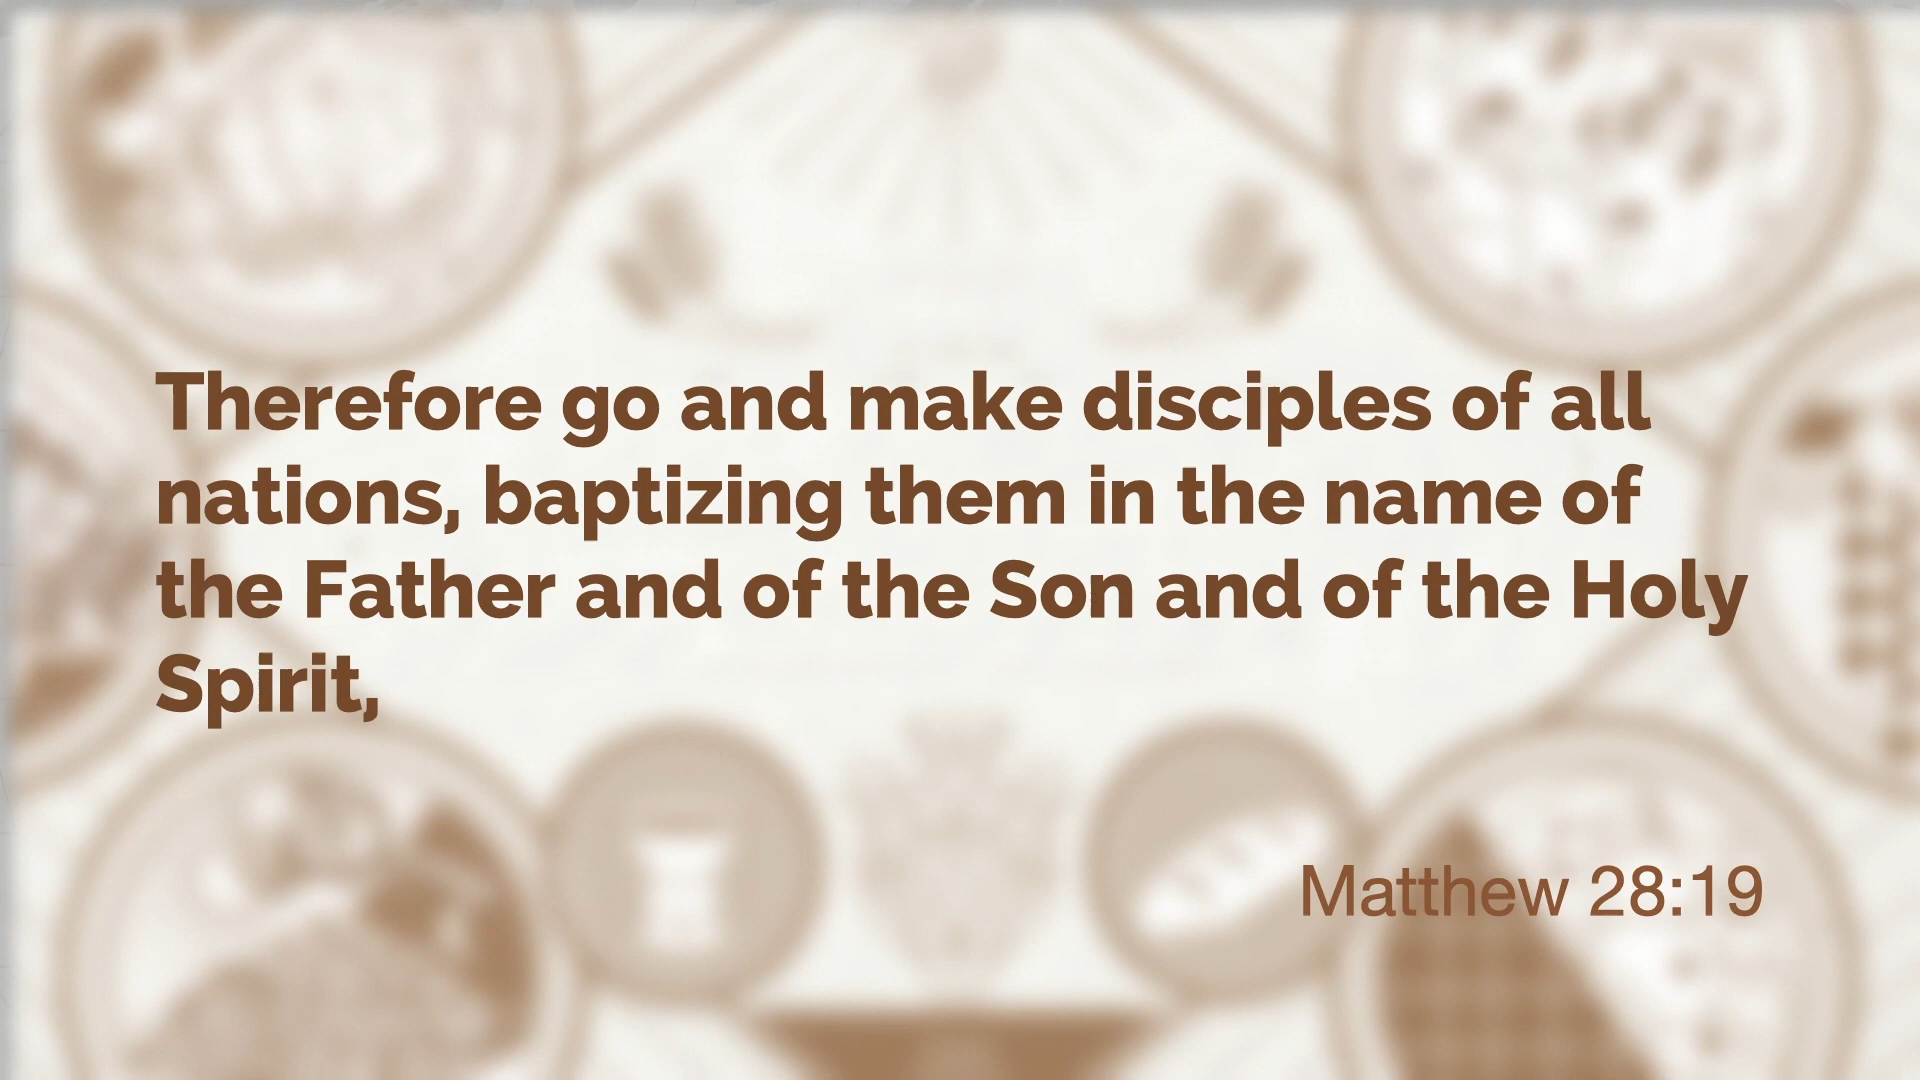 Therefore go and make disciples of all
nations, baptizing them in the name of
the Father and of the Son and of the Holy
Spirit,
Matthew 28:19